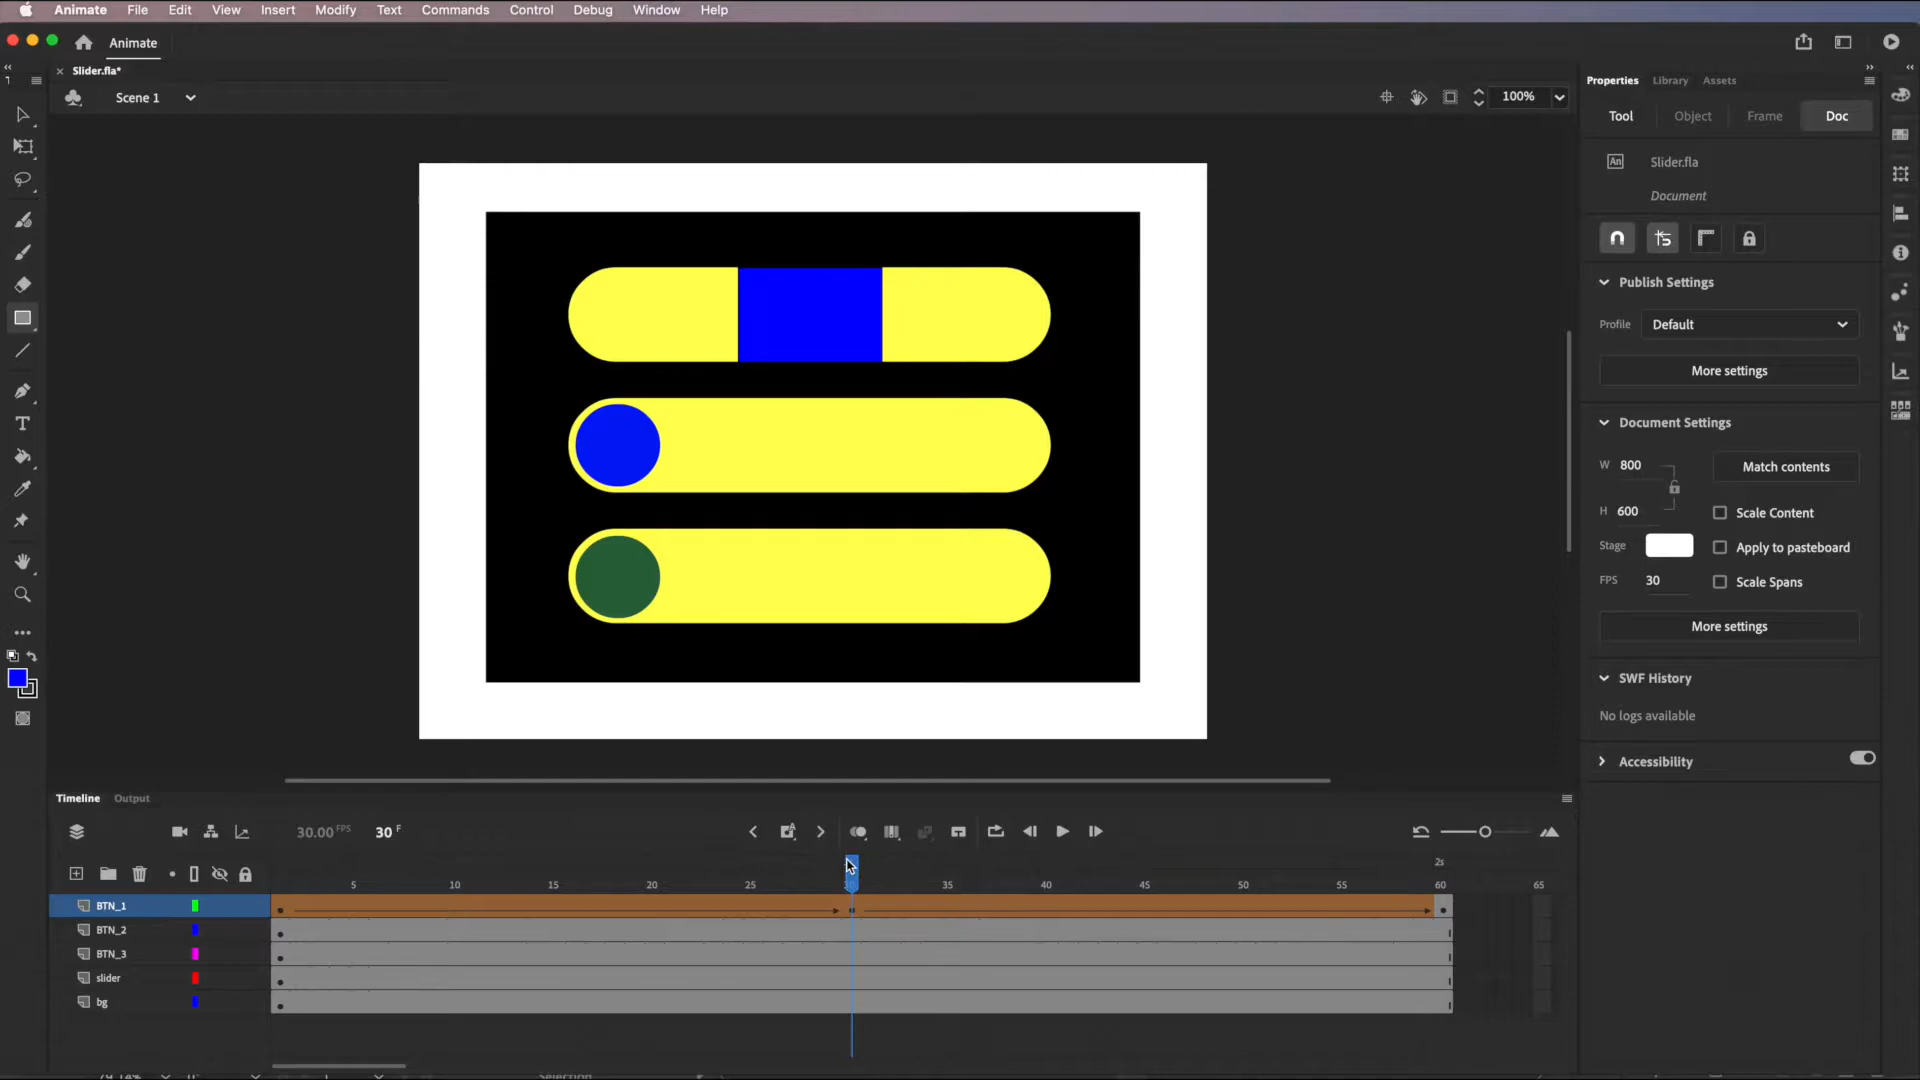 Animate File Edit View Insert Modify Text Commands Control Debug Window Help
Animate
Slider.fla*
Scene 1
100%
Properties Library Assets
Tool Object Frame Doc
An Slider.fla
Document
Publish Settings
Profile Default
More settings
Document Settings
W 800 Match contents
H 600 Scale Content
Stage Apply to pasteboard
FPS 30 Scale Spans
More settings
SWF History
No logs available
Accessibility
Timeline Output
30.00 FPS 30 F
2s
5 10 15 20 25 35 40 45 50 55 60 65
BTN_1
BTN_2
BTN_3
slider
bg
Selection